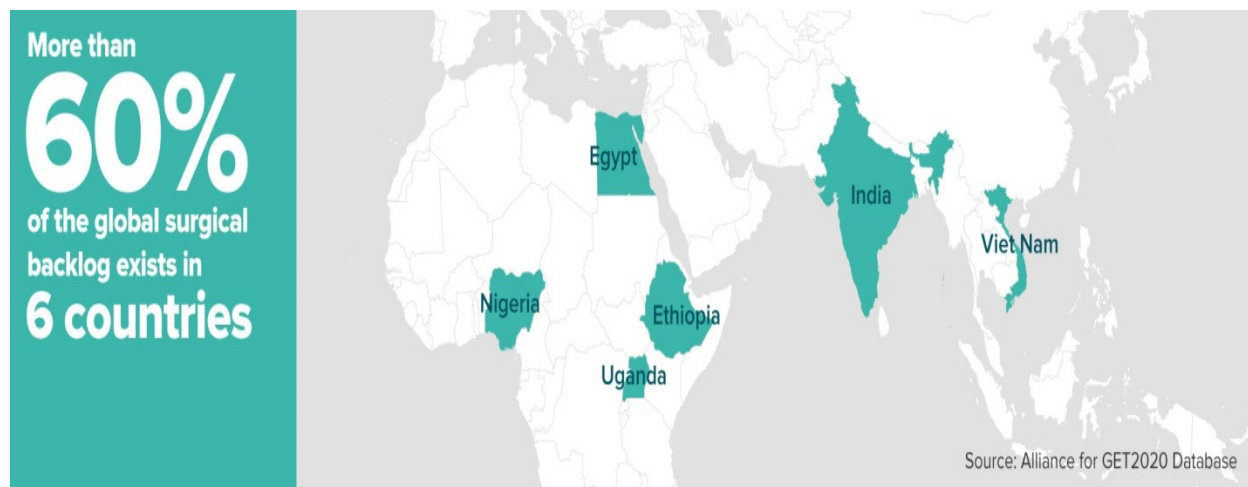 More than
60%
of the global surgical
backlog exists in
6 countries
Egypt
India
Viet Nam
Nigeria
Ethiopia
Uganda
Source: Alliance for GET2020 Database